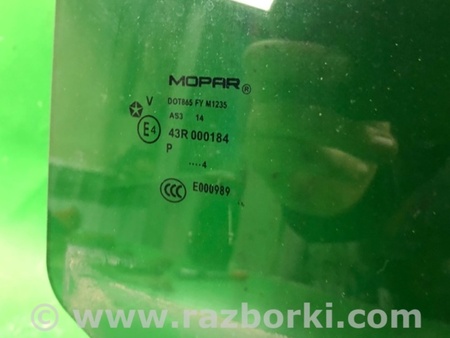 MOPAR®
V DOT865 FY M1235
AS3 14
E4 43R 000184
P
....4
CCC E000989
© www.razborki.com